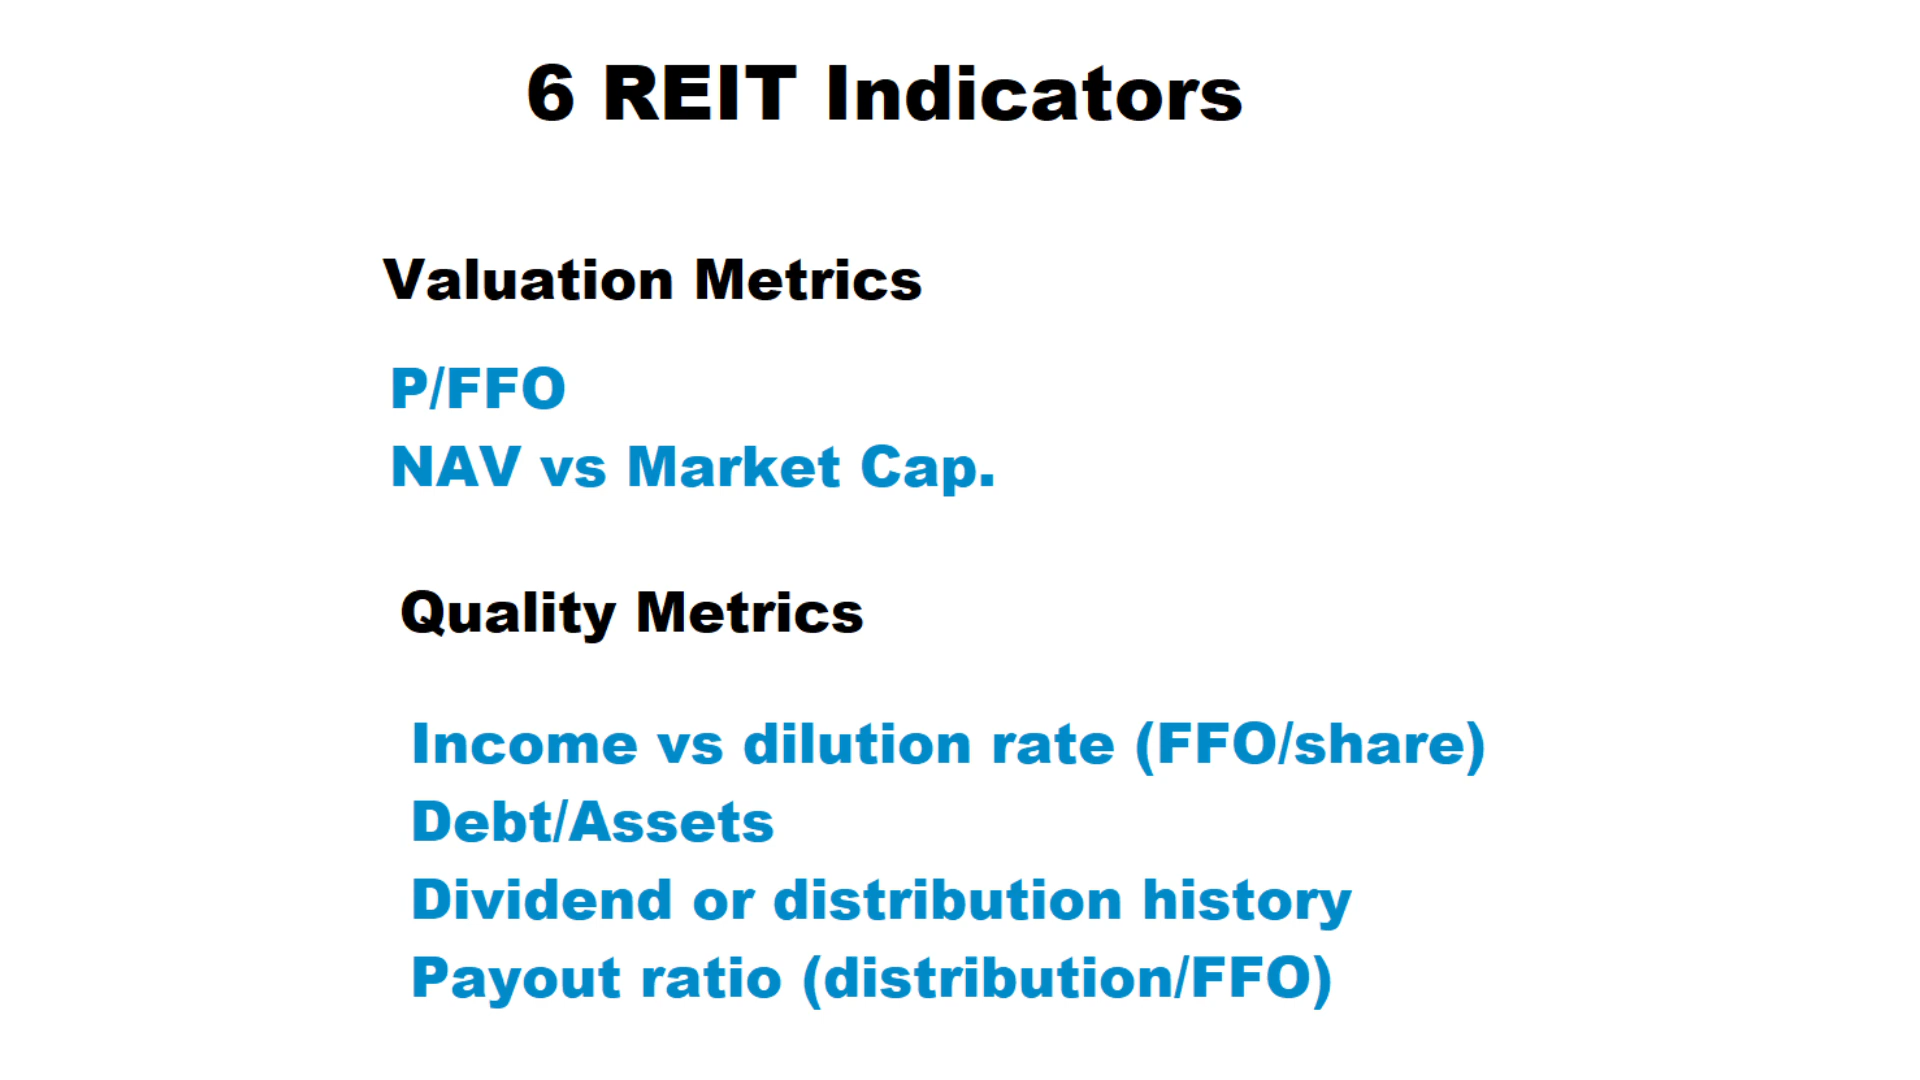 6 REIT Indicators
Valuation Metrics
P/FFO
NAV vs Market Cap.
Quality Metrics
Income vs dilution rate (FFO/share)
Debt/Assets
Dividend or distribution history
Payout ratio (distribution/FFO)